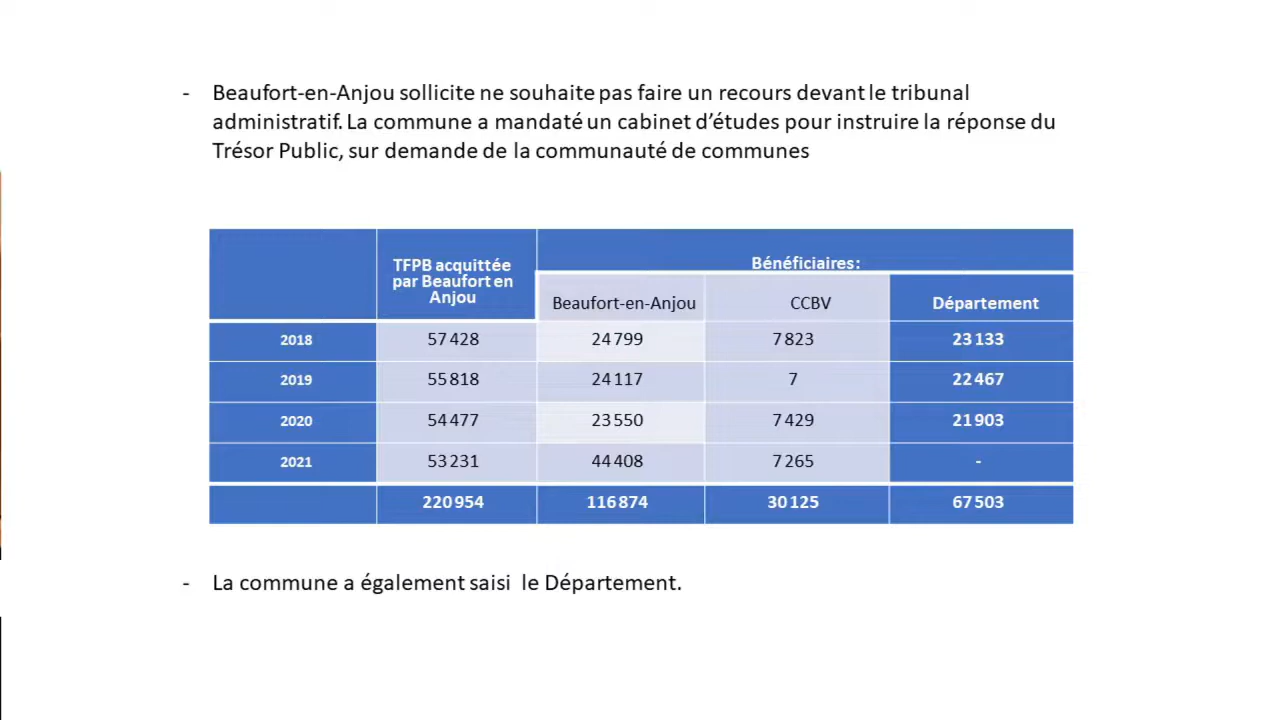 - Beaufort-en-Anjou sollicite ne souhaite pas faire un recours devant le tribunal
administratif. La commune a mandaté un cabinet d’études pour instruire la réponse du
Trésor Public, sur demande de la communauté de communes
TFPB acquittée
par Beaufort en
Anjou
Bénéficiaires:
Beaufort-en-Anjou CCBV Département
2018 57 428 24 799 7 823 23 133
2019 55 818 24 117 7 22 467
2020 54 477 23 550 7 429 21 903
2021 53 231 44 408 7 265 -
220 954 116 874 30 125 67 503
- La commune a également saisi le Département.